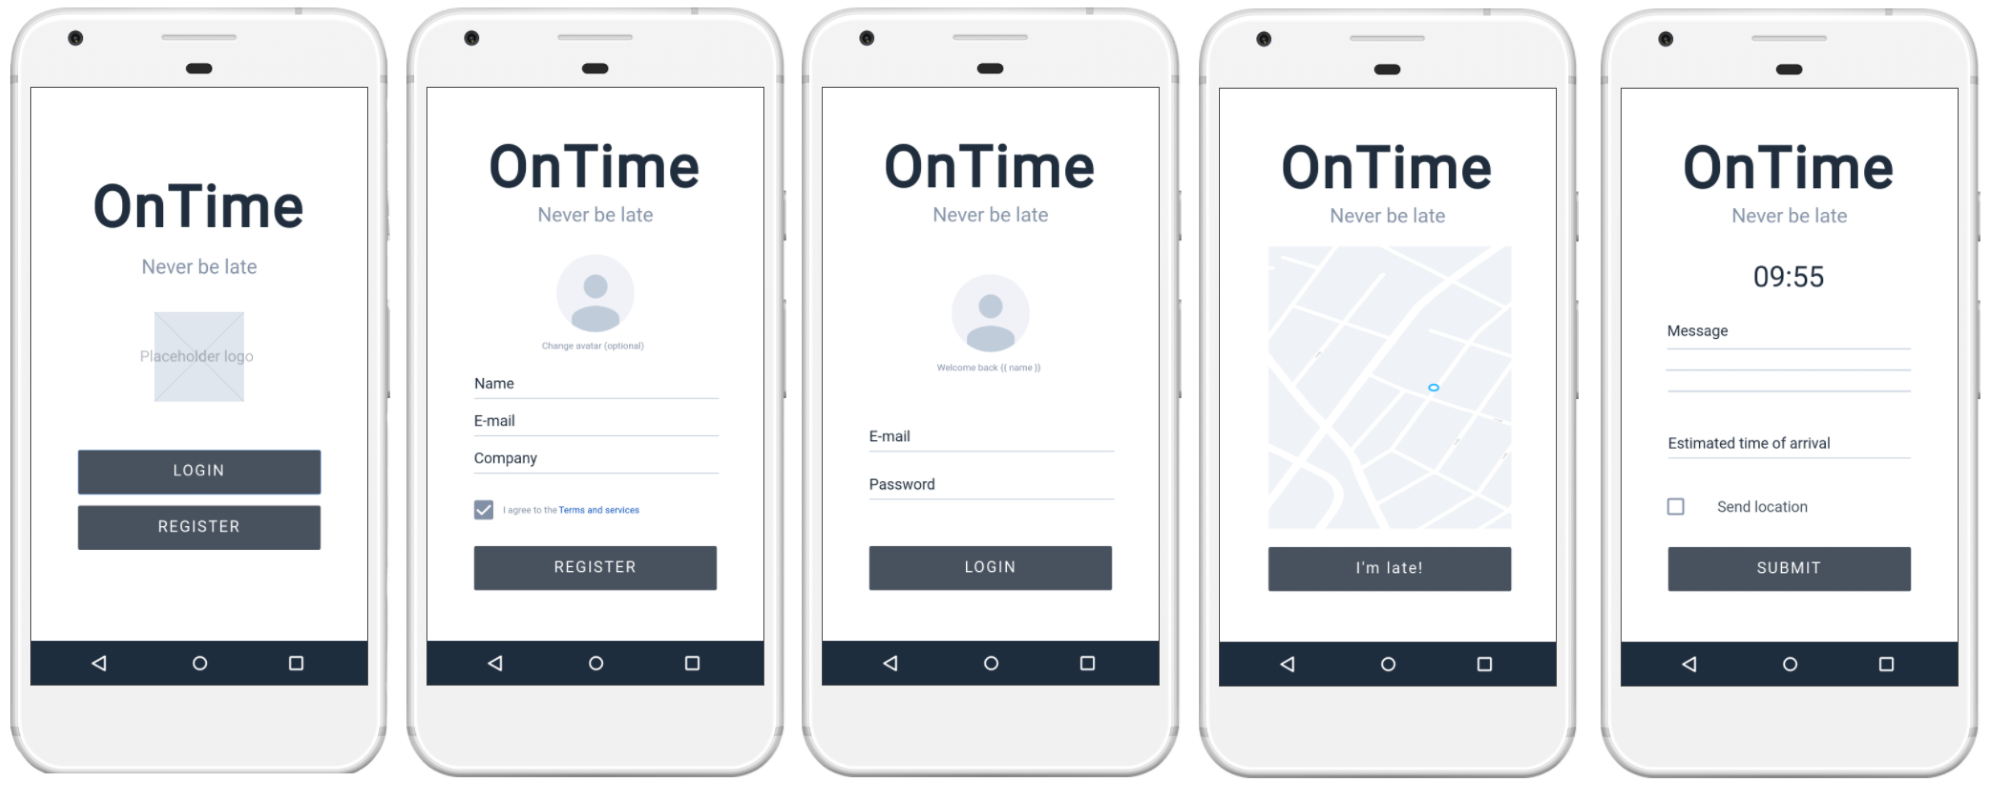 OnTime
Never be late
Placeholder logo
LOGIN
REGISTER
OnTime
Never be late
Change avatar (optional)
Name
E-mail
Company
I agree to the Terms and services
REGISTER
OnTime
Never be late
Welcome back {{ name }}
E-mail
Password
LOGIN
OnTime
Never be late
I'm late!
OnTime
Never be late
09:55
Message
Estimated time of arrival
Send location
SUBMIT